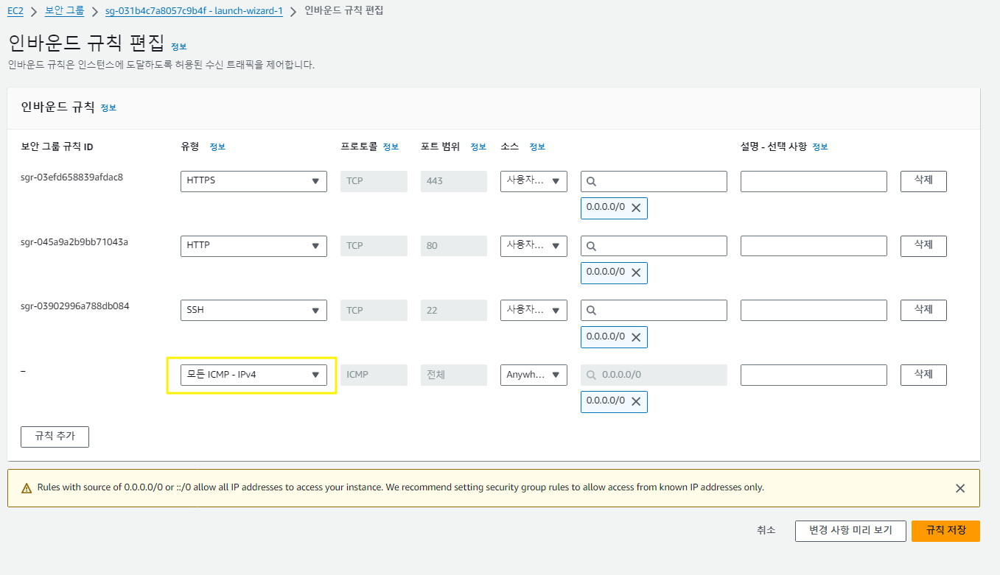 EC2 > 보안 그룹 > sg-031b4c7a8057c9b4f - launch-wizard-1 > 인바운드 규칙 편집
인바운드 규칙 편집 정보
인바운드 규칙은 인스턴스에 도달하도록 허용된 수신 트래픽을 제어합니다.
인바운드 규칙 정보
보안 그룹 규칙 ID 유형 정보 프로토콜 정보 포트 범위 정보 소스 정보 설명 - 선택 사항 정보
sgr-03efd658839afdac8 HTTPS TCP 443 사용자... 삭제
0.0.0.0/0
sgr-045a9a2b9bb71043a HTTP TCP 80 사용자... 삭제
0.0.0.0/0
sgr-03902996a788db084 SSH TCP 22 사용자... 삭제
0.0.0.0/0
– 모든 ICMP - IPv4 ICMP 전체 Anywh... 0.0.0.0/0 삭제
0.0.0.0/0
규칙 추가
Rules with source of 0.0.0.0/0 or ::/0 allow all IP addresses to access your instance. We recommend setting security group rules to allow access from known IP addresses only.
취소 변경 사항 미리 보기 규칙 저장